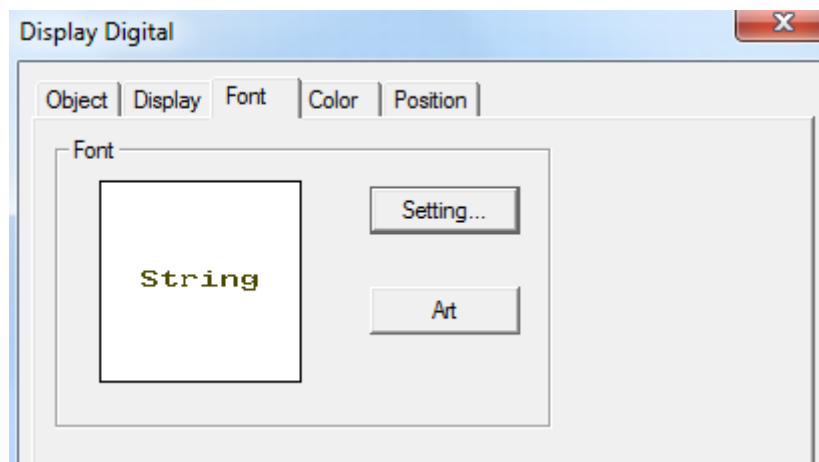 Display Digital
X
Object Display Font Color Position
Font
Setting...
String
Art